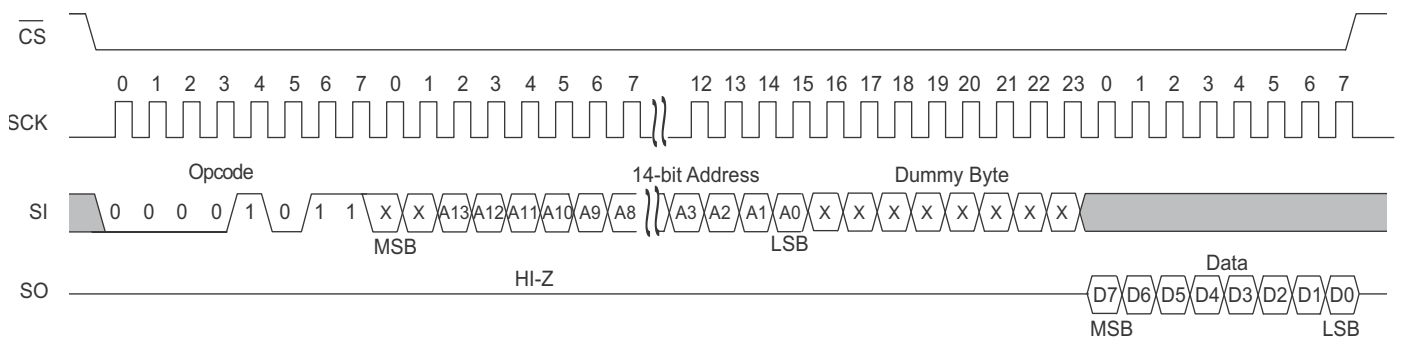 CS
0 1 2 3 4 5 6 7 0 1 2 3 4 5 6 7 12 13 14 15 16 17 18 19 20 21 22 23 0 1 2 3 4 5 6 7
SCK
Opcode 14-bit Address Dummy Byte
SI 0 0 0 0 1 0 1 1 X X A13 A12 A11 A10 A9 A8 A3 A2 A1 A0 X X X X X X X X
MSB LSB
HI-Z Data
SO D7 D6 D5 D4 D3 D2 D1 D0
MSB LSB